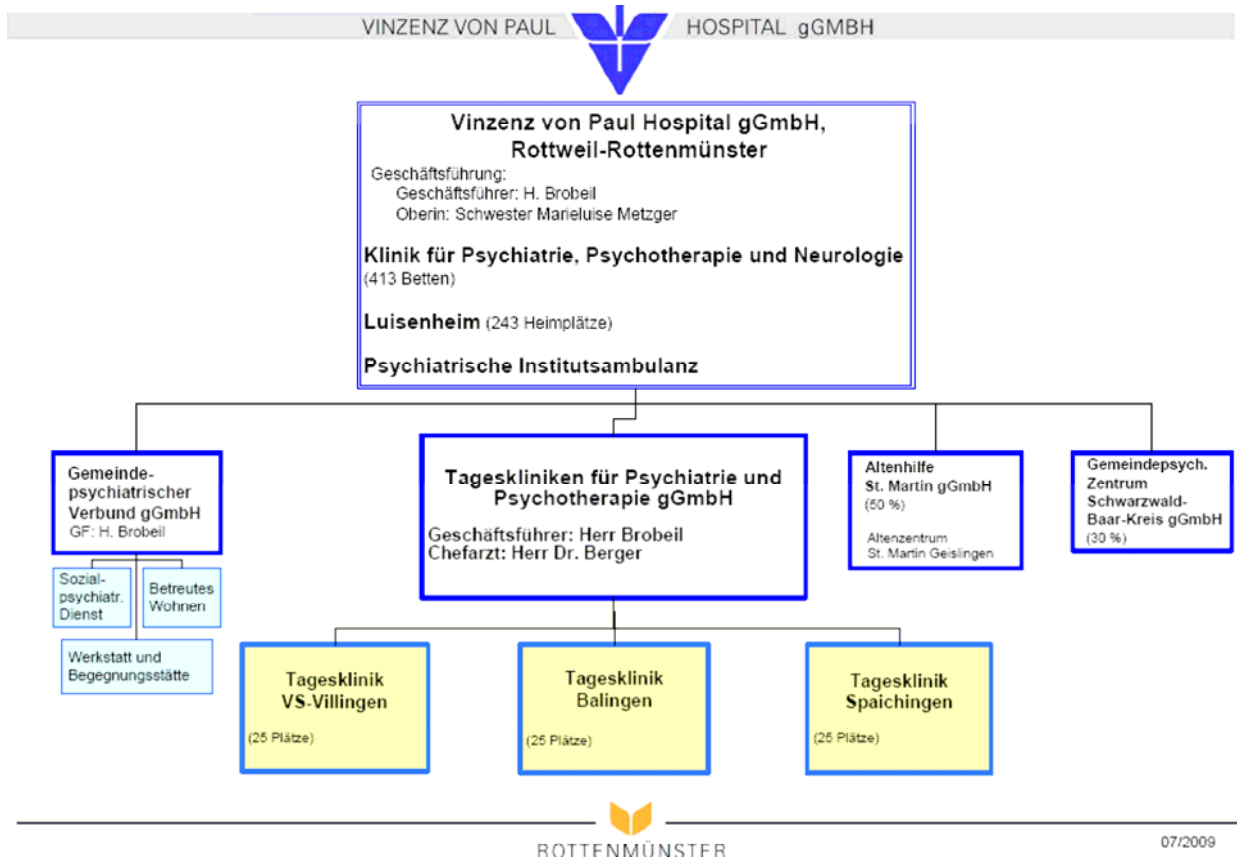 VINZENZ VON PAUL HOSPITAL gGMBH
Vinzenz von Paul Hospital gGmbH,
Rottweil-Rottenmünster
Geschäftsführung:
Geschäftsführer: H. Brobeil
Oberin: Schwester Marieluise Metzger
Klinik für Psychiatrie, Psychotherapie und Neurologie
(413 Betten)
Luisenheim (243 Heimplätze)
Psychiatrische Institutsambulanz
Gemeinde-
psychiatrischer
Verbund gGmbH
GF: H. Brobeil
Sozial-
psychiatr.
Dienst
Betreutes
Wohnen
Werkstatt und
Begegnungsstätte
Tageskliniken für Psychiatrie und
Psychotherapie gGmbH
Geschäftsführer: Herr Brobeil
Chefarzt: Herr Dr. Berger
Tagesklinik
VS-Villingen
(25 Plätze)
Tagesklinik
Balingen
(25 Plätze)
Tagesklinik
Spaichingen
(25 Plätze)
Altenhilfe
St. Martin gGmbH
(50 %)
Altenzentrum
St. Martin Geislingen
Gemeindepsych.
Zentrum
Schwarzwald-
Baar-Kreis gGmbH
(30 %)
ROTTENMÜNSTER
07/2009